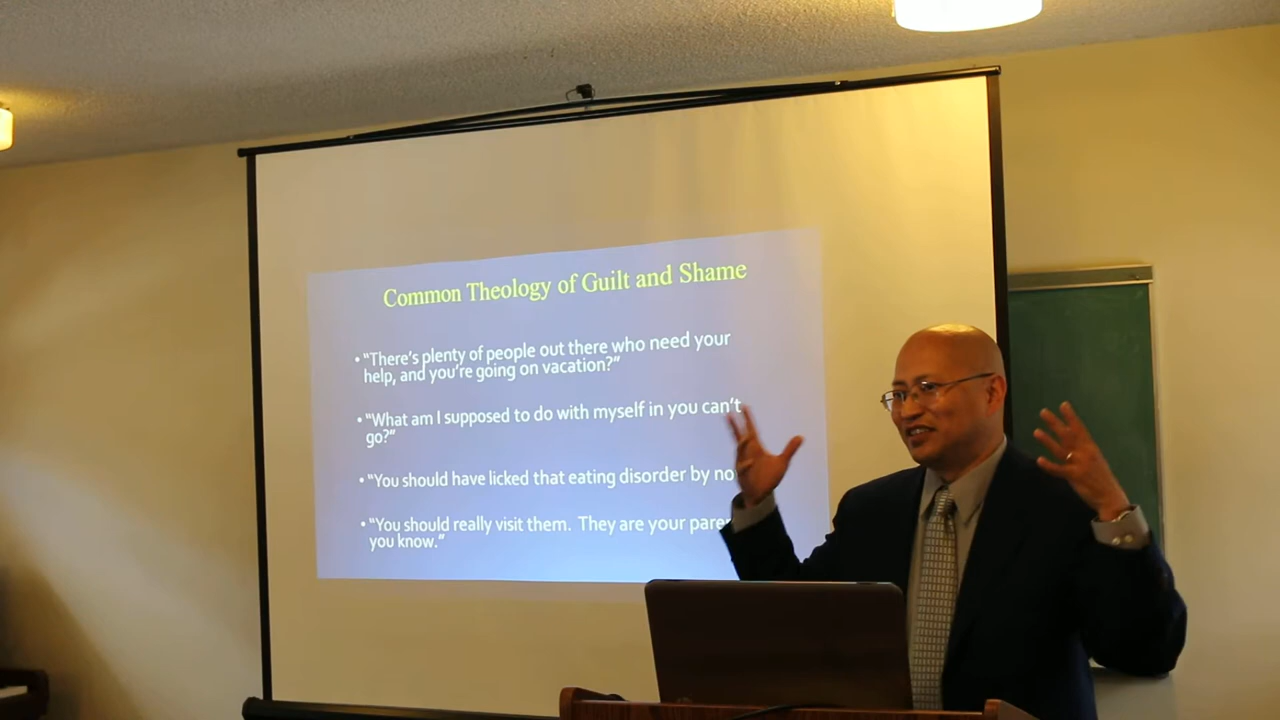 Common Theology of Guilt and Shame
• "There's plenty of people out there who need your
help, and you're going on vacation?"
• "What am I supposed to do with myself in you can't
go?"
• "You should have licked that eating disorder by
• "You should really visit them. They are your
you know."